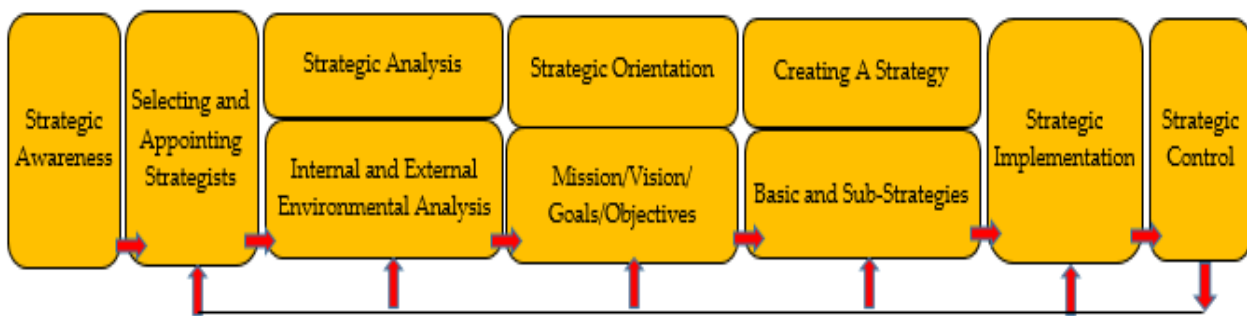 Strategic
Awareness
Selecting and
Appointing
Strategists
Strategic Analysis
Internal and External
Environmental Analysis
Strategic Orientation
Mission/Vision/
Goals/Objectives
Creating A Strategy
Basic and Sub-Strategies
Strategic
Implementation
Strategic
Control